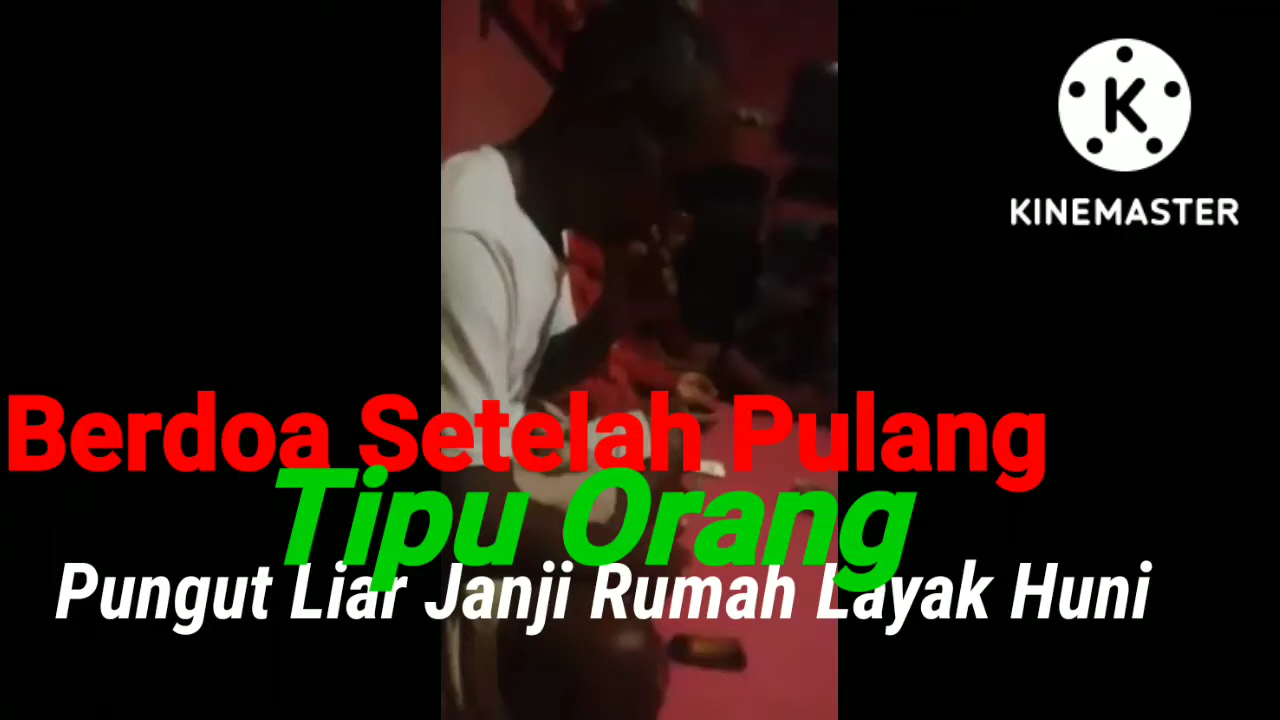 K
KINEMASTER
Berdoa Setelah Pulang
Tipu Orang
Pungut Liar Janji Rumah Layak Huni